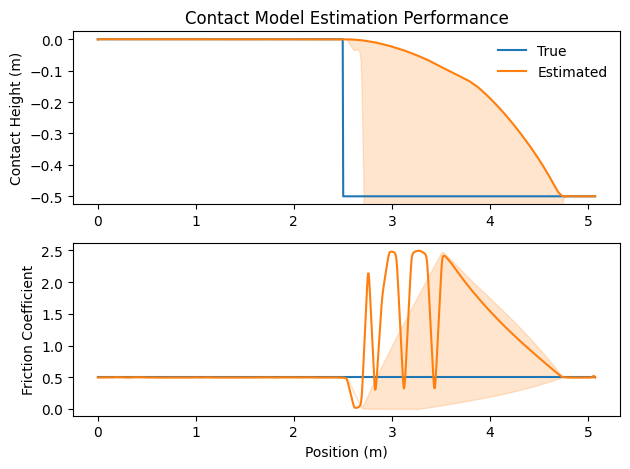 Contact Model Estimation Performance
Contact Height (m)
0.0
−0.1
−0.2
−0.3
−0.4
−0.5
True
Estimated
0 1 2 3 4 5
Friction Coefficient
2.5
2.0
1.5
1.0
0.5
0.0
0 1 2 3 4 5
Position (m)